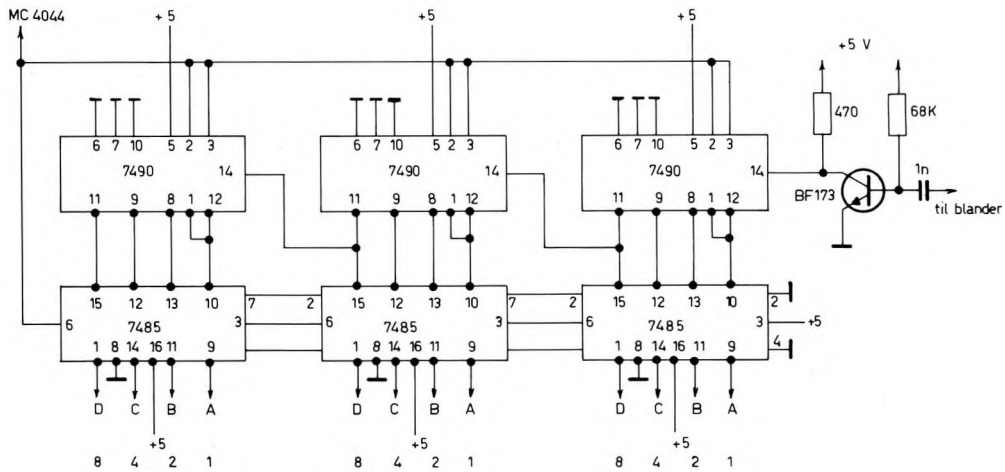 MC 4044 +5 +5 +5
+5 V
470 68K
6 7 10 5 2 3 6 7 10 5 2 3 6 7 10 5 2 3
7490 14 7490 14 7490 14
1n
BF173
til blander
11 9 8 1 12 11 9 8 1 12 11 9 8 1 12
15 12 13 10 7 2 15 12 13 10 7 2 15 12 13 10 2
6 7485 3 6 7485 3 6 7485 3 +5
1 8 14 16 11 9 1 8 14 16 11 9 1 8 14 16 11 9 4
D C B A D C B A D C B A
+5 +5 +5
8 4 2 1 8 4 2 1 8 4 2 1